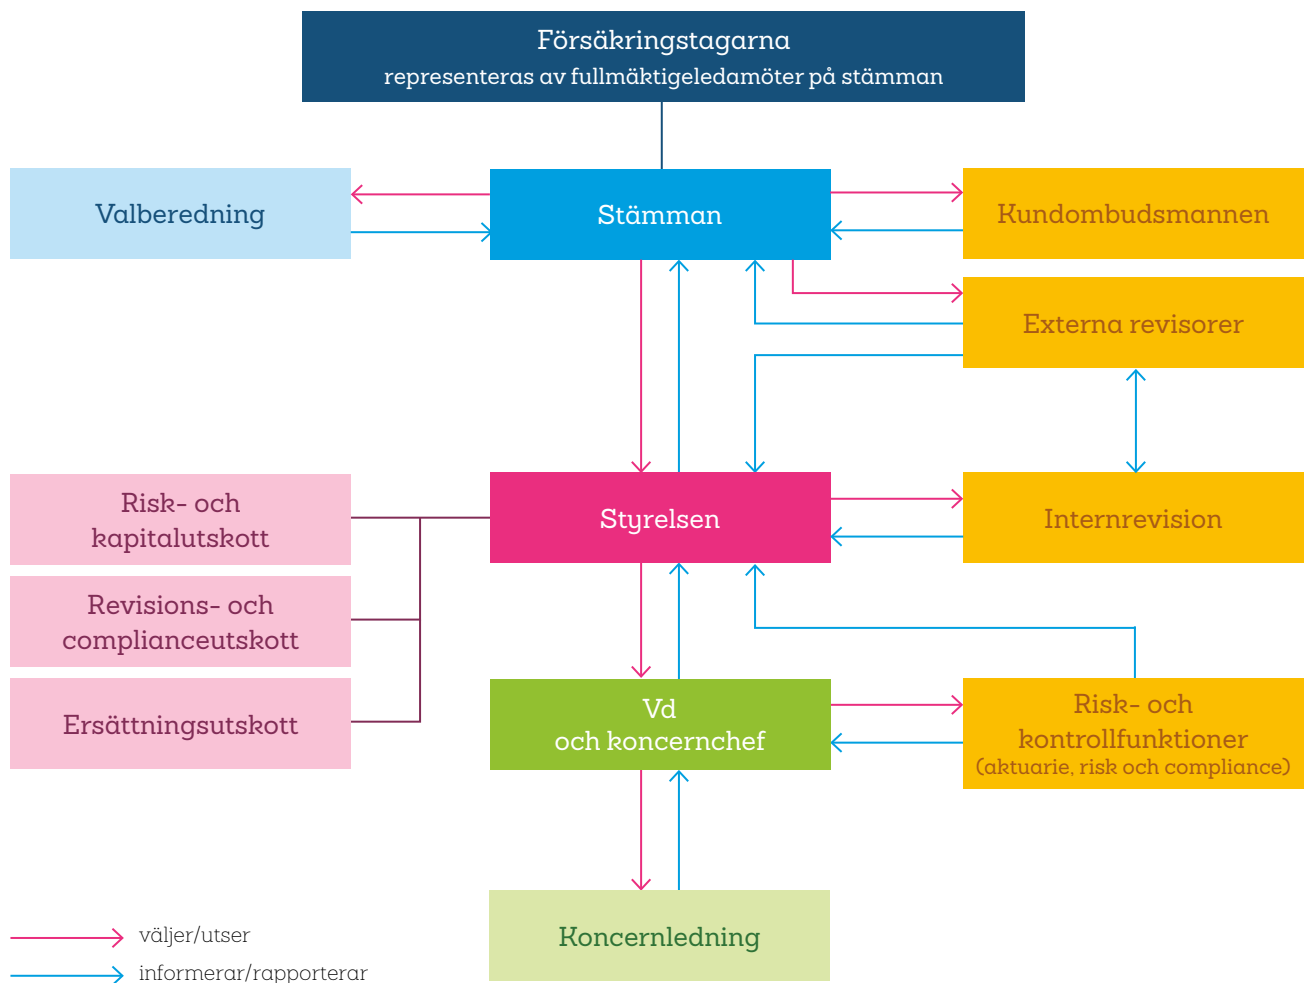 Försäkringstagarna
representeras av fullmäktigeledamöter på stämman
Valberedning
Stämman
Kundombudsmannen
Externa revisorer
Risk- och
kapitalutskott
Styrelsen
Internrevision
Revisions- och
complianceutskott
Ersättningsutskott
Vd
och koncernchef
Risk- och
kontrollfunktioner
(aktuarie, risk och compliance)
Koncernledning
väljer/utser
informerar/rapporterar